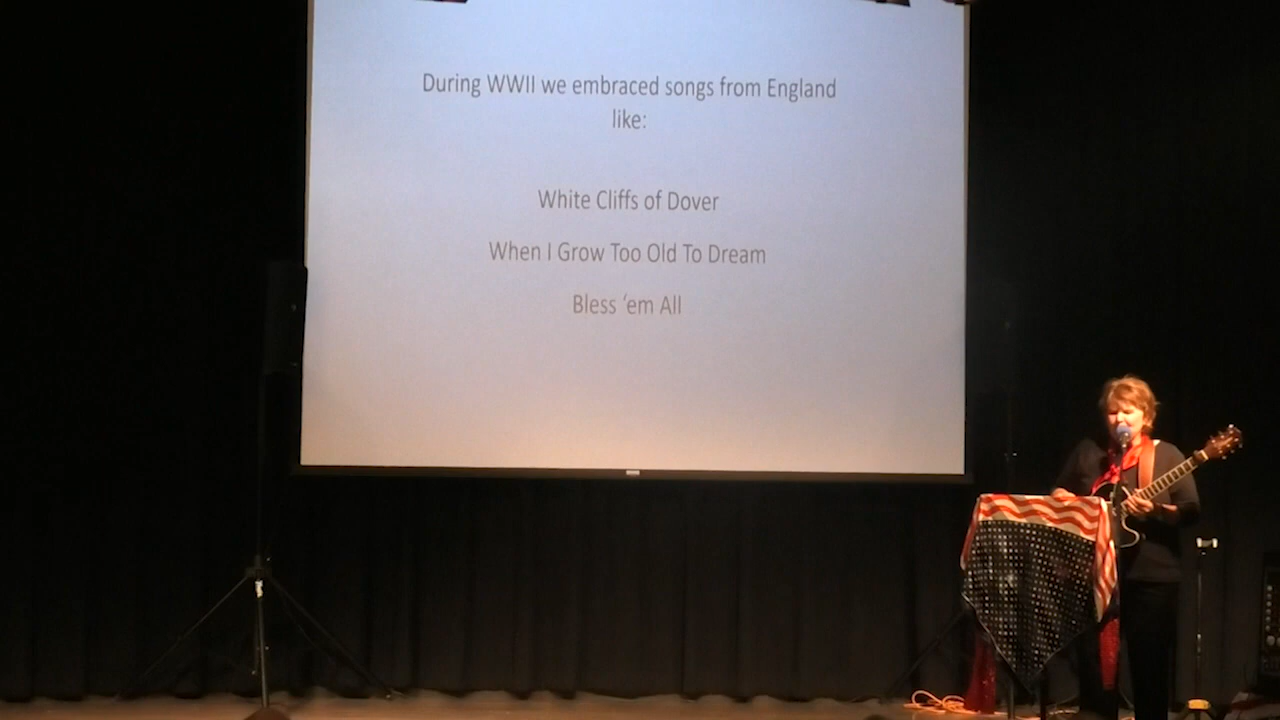 During WWII we embraced songs from England
like:
White Cliffs of Dover
When I Grow Too Old To Dream
Bless ‘em All